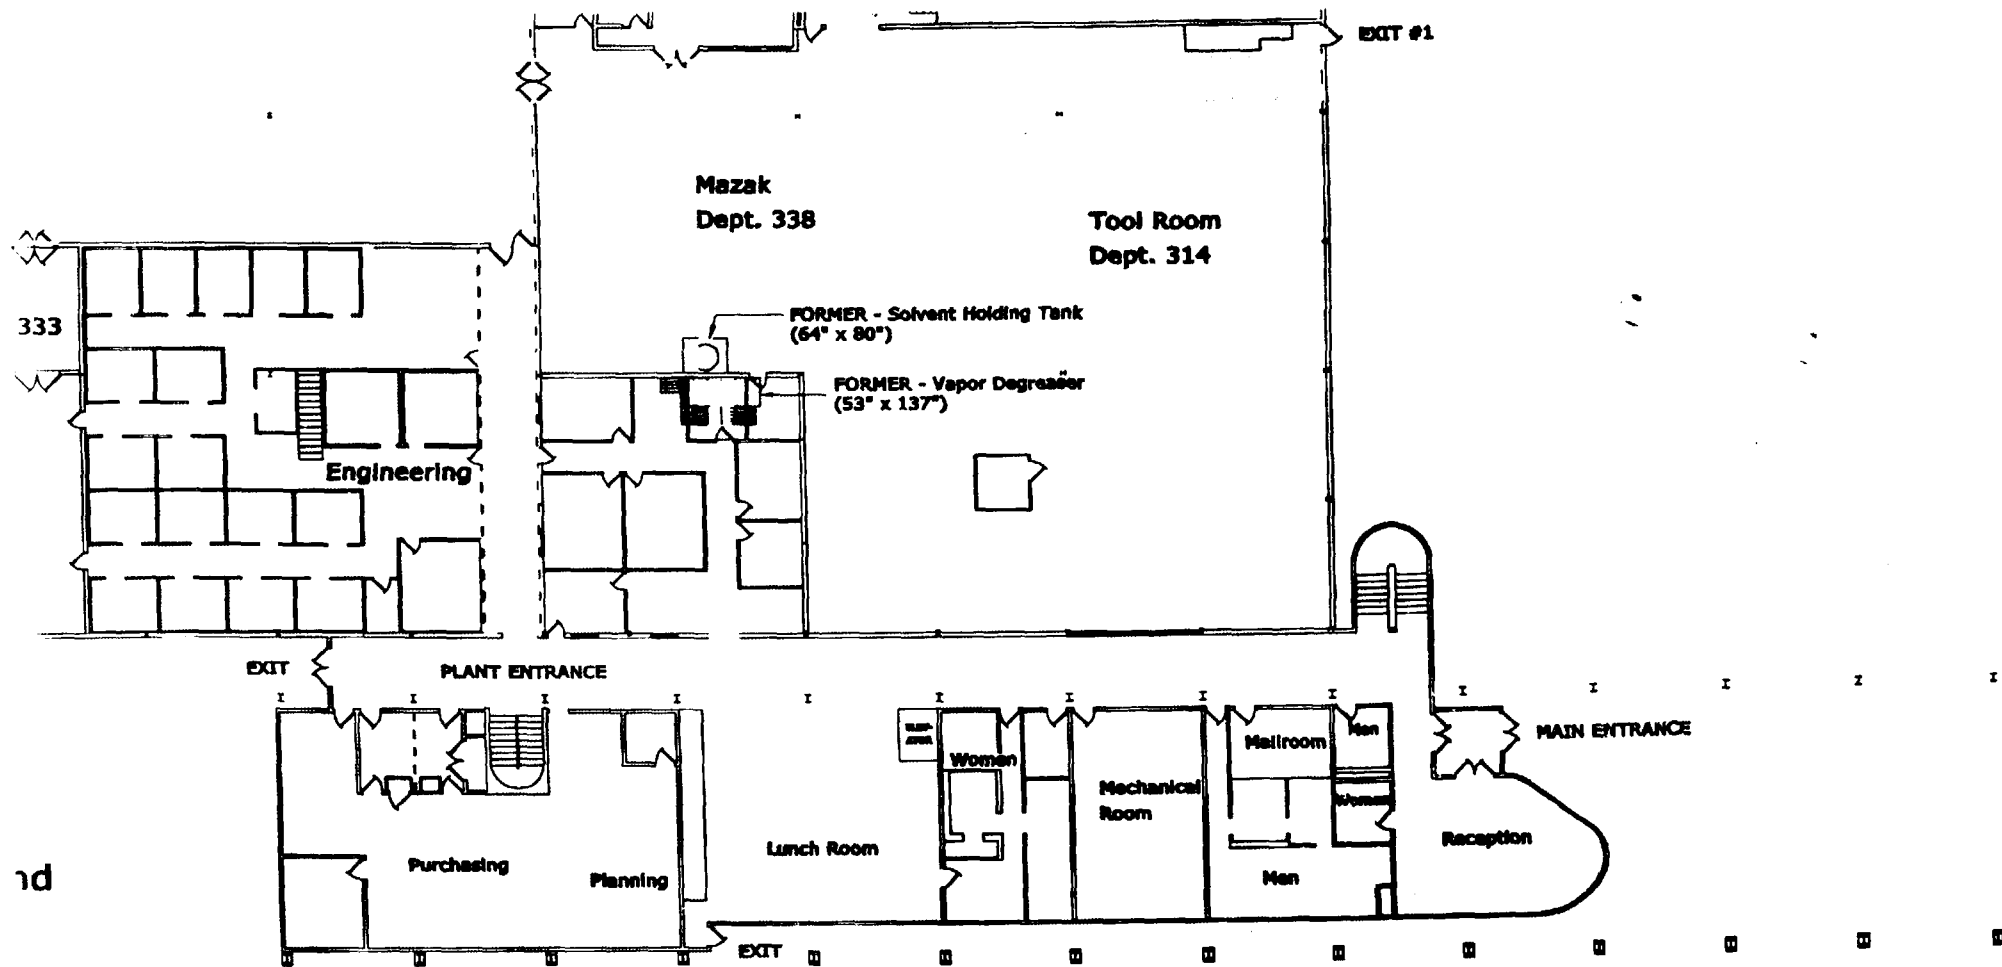 EXIT #1
Mazak
Dept. 338
Tool Room
Dept. 314
FORMER - Solvent Holding Tank
(64" x 80")
333
FORMER - Vapor Degreaser
(53" x 137")
Engineering
EXIT
PLANT ENTRANCE
MAIN ENTRANCE
Men
Mailroom
Women
Mechanical
Room
Women
Reception
Lunch Room
Purchasing
Planning
Men
nd
EXIT